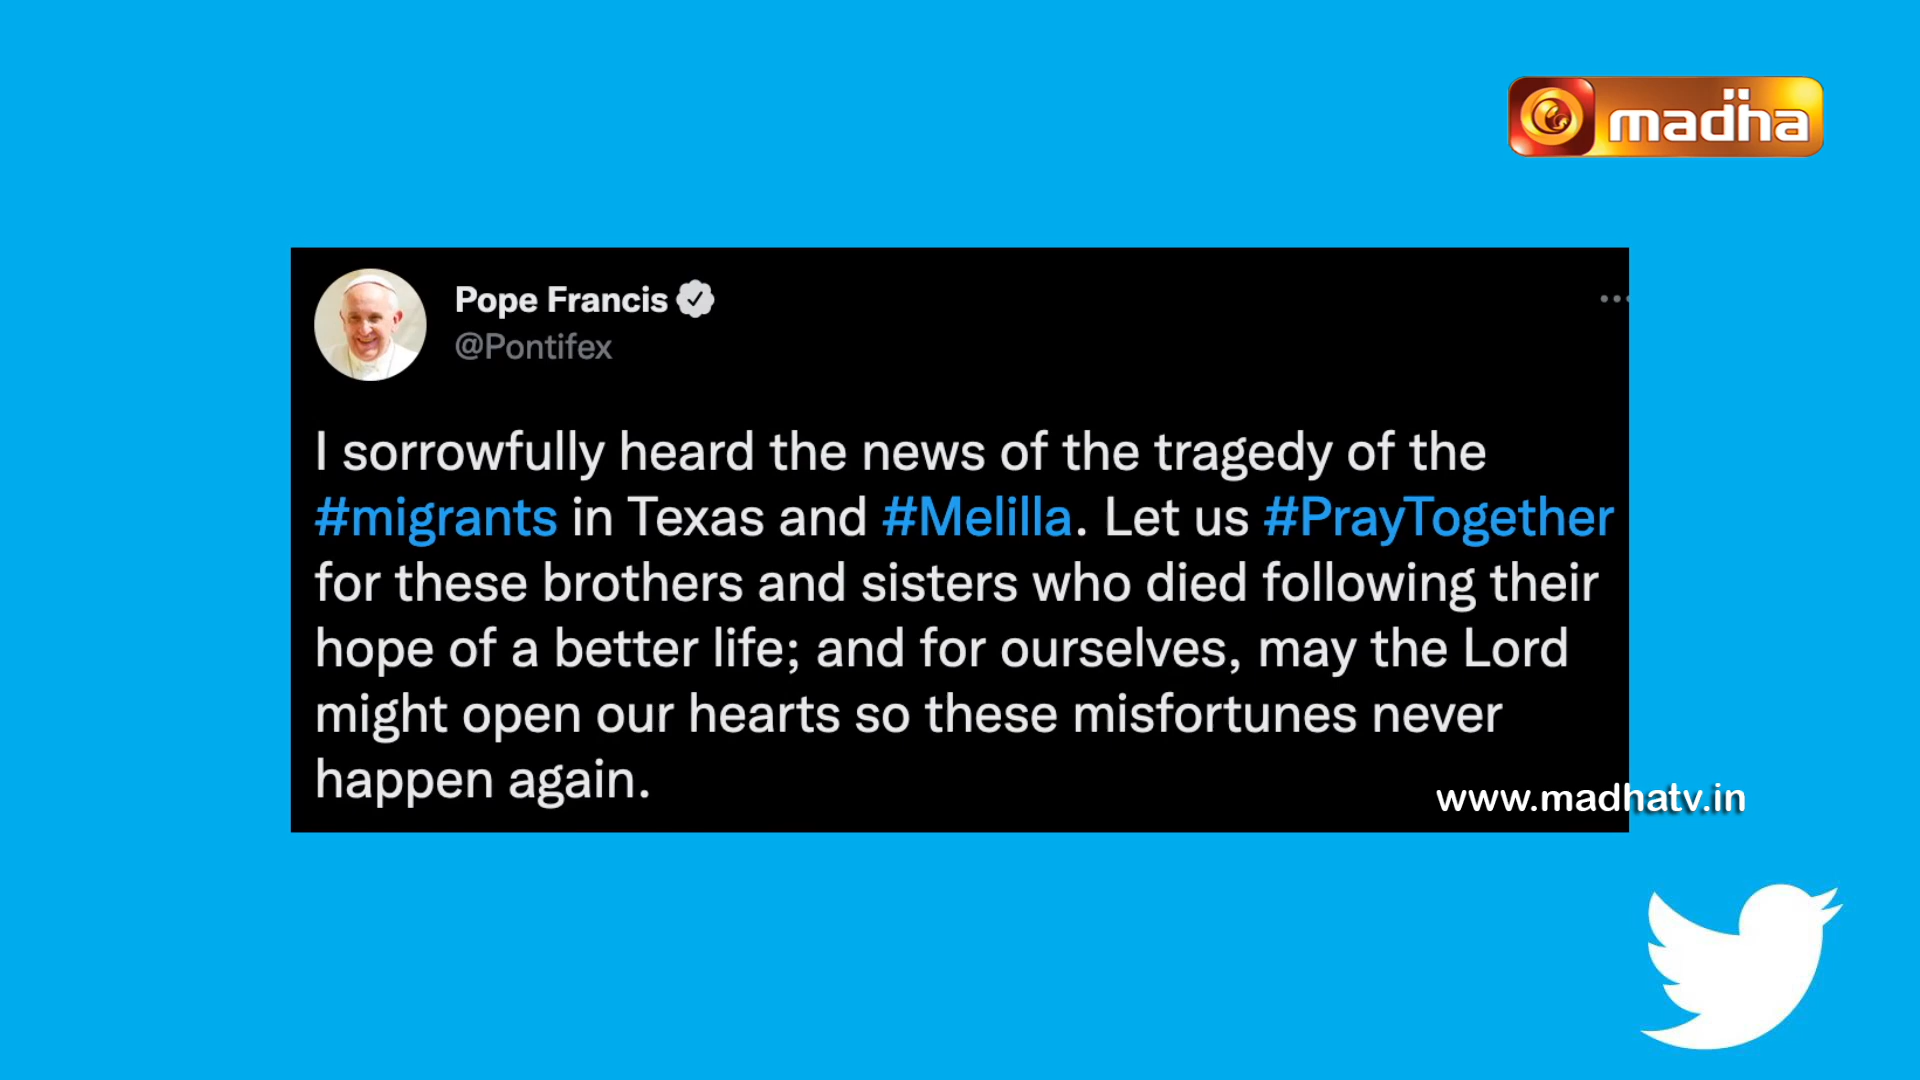 madha
Pope Francis
@Pontifex
I sorrowfully heard the news of the tragedy of the
#migrants in Texas and #Melilla. Let us #PrayTogether
for these brothers and sisters who died following their
hope of a better life; and for ourselves, may the Lord
might open our hearts so these misfortunes never
happen again.
www.madhatv.in